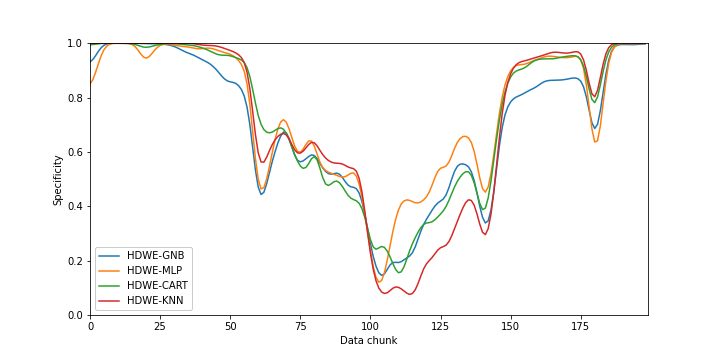 1.0
0.8
0.6
0.4
0.2
0.0
Specificity
HDWE-GNB
HDWE-MLP
HDWE-CART
HDWE-KNN
0 25 50 75 100 125 150 175
Data chunk